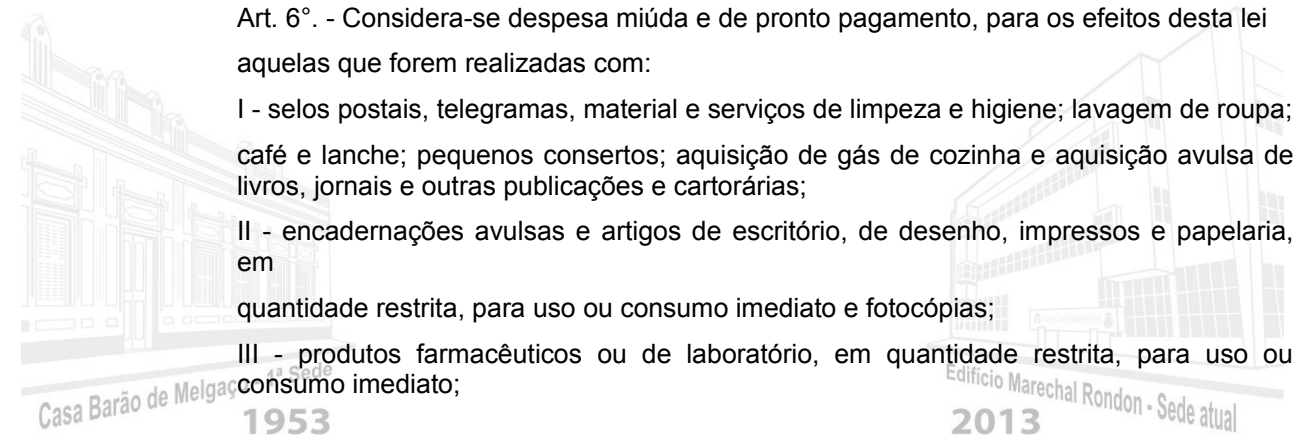 Art. 6°. - Considera-se despesa miúda e de pronto pagamento, para os efeitos desta lei
aquelas que forem realizadas com:
I - selos postais, telegramas, material e serviços de limpeza e higiene; lavagem de roupa;
café e lanche; pequenos consertos; aquisição de gás de cozinha e aquisição avulsa de
livros, jornais e outras publicações e cartorárias;
II - encadernações avulsas e artigos de escritório, de desenho, impressos e papelaria,
em
quantidade restrita, para uso ou consumo imediato e fotocópias;
III - produtos farmacêuticos ou de laboratório, em quantidade restrita, para uso ou
consumo imediato;
Casa Barão de Melgaço 1ª Sede
1953
Edifício Marechal Rondon - Sede atual
2013